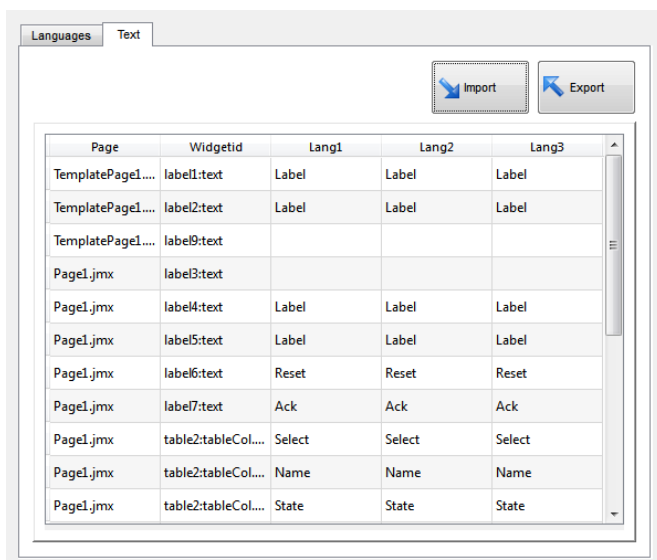 Languages Text
Import Export
Page Widgetid Lang1 Lang2 Lang3
TemplatePage1.... label1:text Label Label Label
TemplatePage1.... label2:text Label Label Label
TemplatePage1.... label9:text
Page1.jmx label3:text
Page1.jmx label4:text Label Label Label
Page1.jmx label5:text Label Label Label
Page1.jmx label6:text Reset Reset Reset
Page1.jmx label7:text Ack Ack Ack
Page1.jmx table2:tableCol.... Select Select Select
Page1.jmx table2:tableCol.... Name Name Name
Page1.jmx table2:tableCol.... State State State